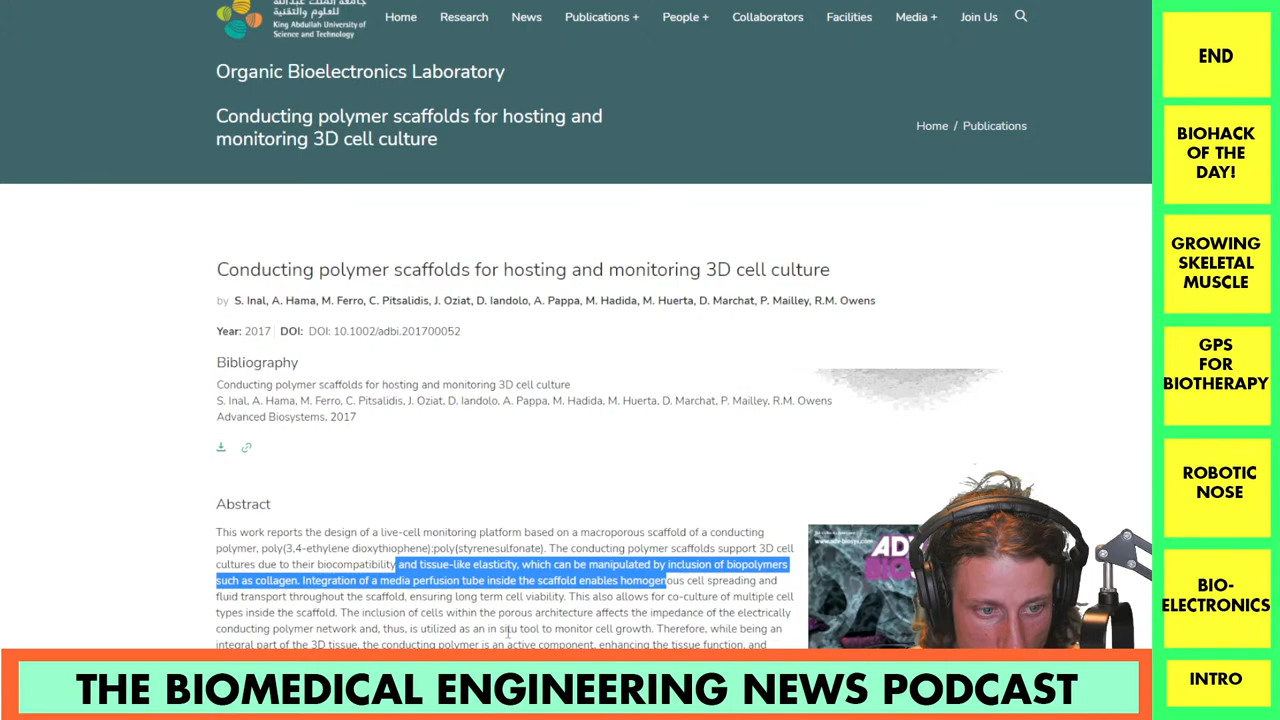 جامعة الملك عبدالله
للعلوم والتقنية
King Abdullah University of
Science and Technology
Home
Research
News
Publications +
People +
Collaborators
Facilities
Media +
Join Us
Organic Bioelectronics Laboratory
Conducting polymer scaffolds for hosting and
monitoring 3D cell culture
Home / Publications
Conducting polymer scaffolds for hosting and monitoring 3D cell culture
by S. Inal, A. Hama, M. Ferro, C. Pitsalidis, J. Oziat, D. Iandolo, A. Pappa, M. Hadida, M. Huerta, D. Marchat, P. Mailley, R.M. Owens
Year: 2017 DOI: DOI: 10.1002/adbi.201700052
Bibliography
Conducting polymer scaffolds for hosting and monitoring 3D cell culture
S. Inal, A. Hama, M. Ferro, C. Pitsalidis, J. Oziat, D. Iandolo, A. Pappa, M. Hadida, M. Huerta, D. Marchat, P. Mailley, R.M. Owens
Advanced Biosystems, 2017
Abstract
This work reports the design of a live-cell monitoring platform based on a macroporous scaffold of a conducting
polymer, poly(3,4-ethylene dioxythiophene):poly(styrenesulfonate). The conducting polymer scaffolds support 3D cell
cultures due to their biocompatibility and tissue-like elasticity, which can be manipulated by inclusion of biopolymers
such as collagen. Integration of a media perfusion tube inside the scaffold enables homogenous cell spreading and
fluid transport throughout the scaffold, ensuring long term cell viability. This also allows for co-culture of multiple cell
types inside the scaffold. The inclusion of cells within the porous architecture affects the impedance of the electrically
conducting polymer network and, thus, is utilized as an in situ tool to monitor cell growth. Therefore, while being an
integral part of the 3D tissue, the conducting polymer is an active component, enhancing the tissue function, and
THE BIOMEDICAL ENGINEERING NEWS PODCAST
END
BIOHACK
OF THE
DAY!
GROWING
SKELETAL
MUSCLE
GPS
FOR
BIOTHERAPY
ROBOTIC
NOSE
BIO-
ELECTRONICS
INTRO